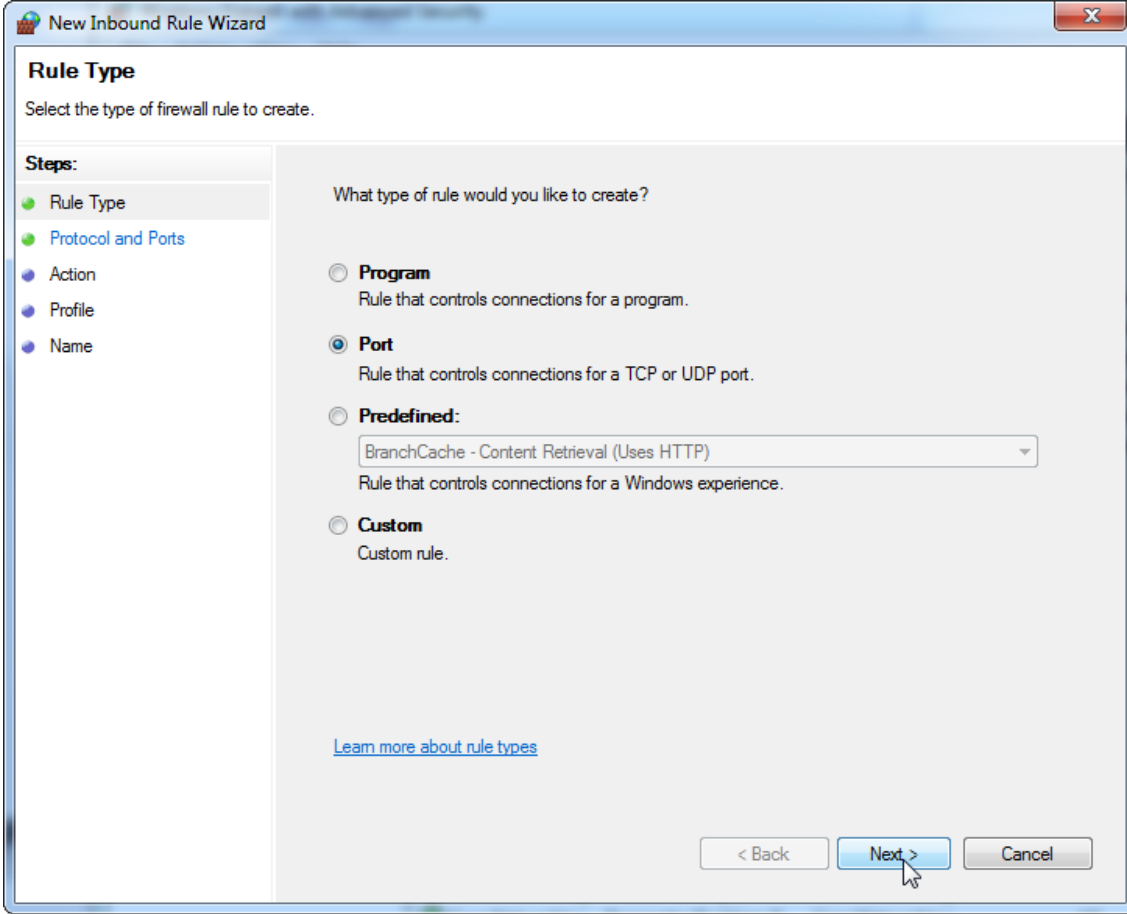 New Inbound Rule Wizard
Rule Type
Select the type of firewall rule to create.
Steps:
Rule Type
Protocol and Ports
Action
Profile
Name
What type of rule would you like to create?
Program
Rule that controls connections for a program.
Port
Rule that controls connections for a TCP or UDP port.
Predefined:
BranchCache - Content Retrieval (Uses HTTP)
Rule that controls connections for a Windows experience.
Custom
Custom rule.
Learn more about rule types
< Back
Next >
Cancel